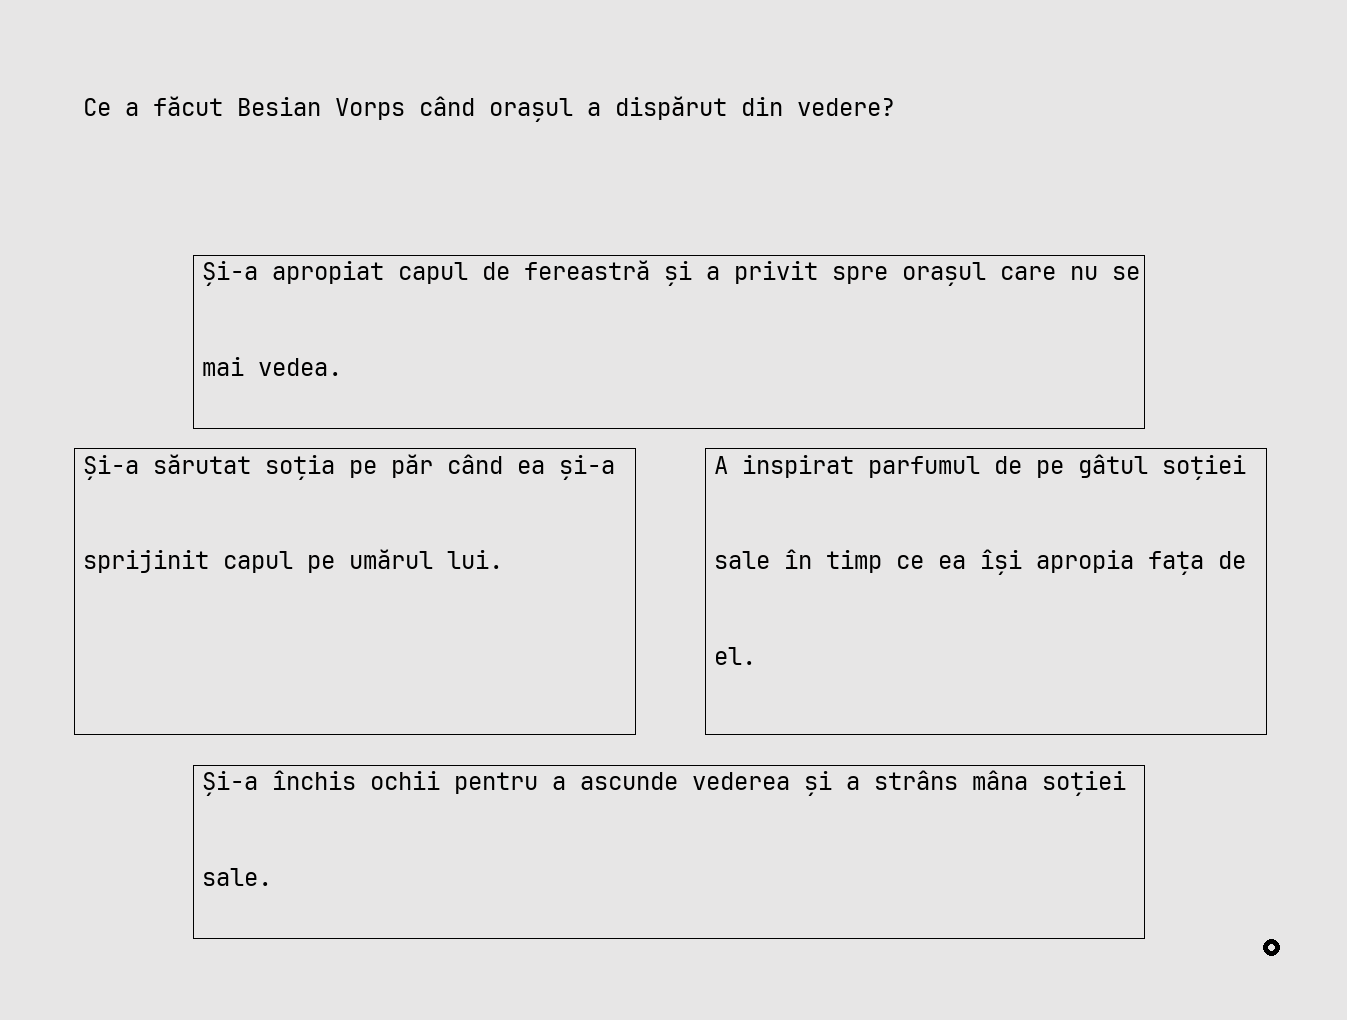 Ce a făcut Besian Vorps când orașul a dispărut din vedere?
Și-a apropiat capul de fereastră și a privit spre orașul care nu se
mai vedea.
Și-a sărutat soția pe păr când ea și-a
sprijinit capul pe umărul lui.
A inspirat parfumul de pe gâtul soției
sale în timp ce ea își apropia fața de
el.
Și-a închis ochii pentru a ascunde vederea și a strâns mâna soției
sale.